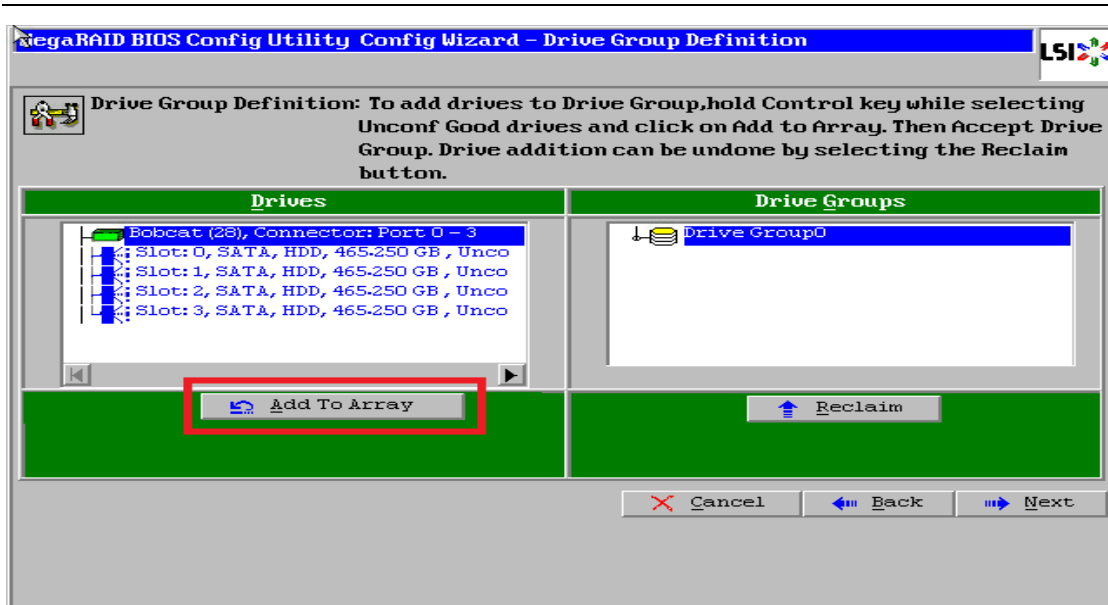 MegaRAID BIOS Config Utility Config Wizard – Drive Group Definition
LSI
Drive Group Definition: To add drives to Drive Group,hold Control key while selecting
Unconf Good drives and click on Add to Array. Then Accept Drive
Group. Drive addition can be undone by selecting the Reclaim
button.
Drives
Drive Groups
Bobcat (28), Connector: Port 0 – 3
Drive Group0
Slot: 0, SATA, HDD, 465.250 GB , Unco
Slot: 1, SATA, HDD, 465.250 GB , Unco
Slot: 2, SATA, HDD, 465.250 GB , Unco
Slot: 3, SATA, HDD, 465.250 GB , Unco
Add To Array
Reclaim
Cancel
Back
Next